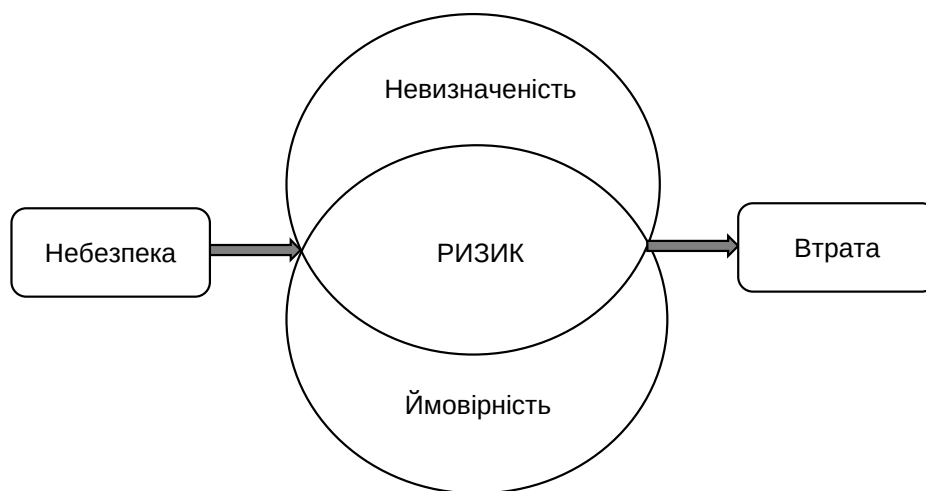 Невизначеність
Небезпека
РИЗИК
Втрата
Ймовірність